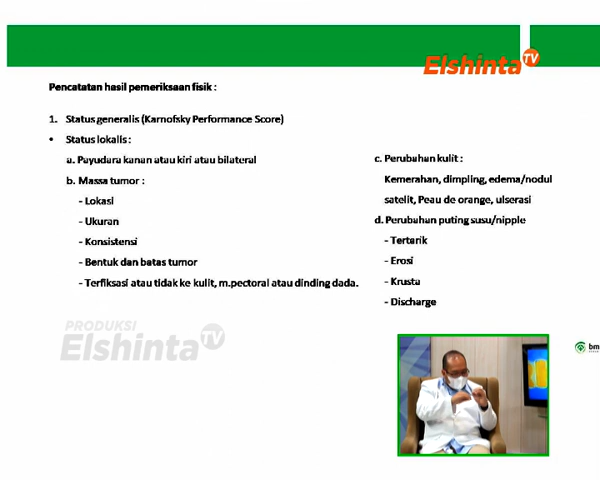 Elshinta TV
Pencatatan hasil pemeriksaan fisik :
1. Status generalis (Karnofsky Performance Score)
• Status lokalis :
a. Payudara kanan atau kiri atau bilateral
b. Massa tumor :
- Lokasi
- Ukuran
- Konsistensi
- Bentuk dan batas tumor
- Terfiksasi atau tidak ke kulit, m.pectoral atau dinding dada.
c. Perubahan kulit :
Kemerahan, dimpling, edema/nodul
satelit, Peau de orange, ulserasi
d. Perubahan puting susu/nipple
- Tertarik
- Erosi
- Krusta
- Discharge
PRODUKSI
Elshinta TV